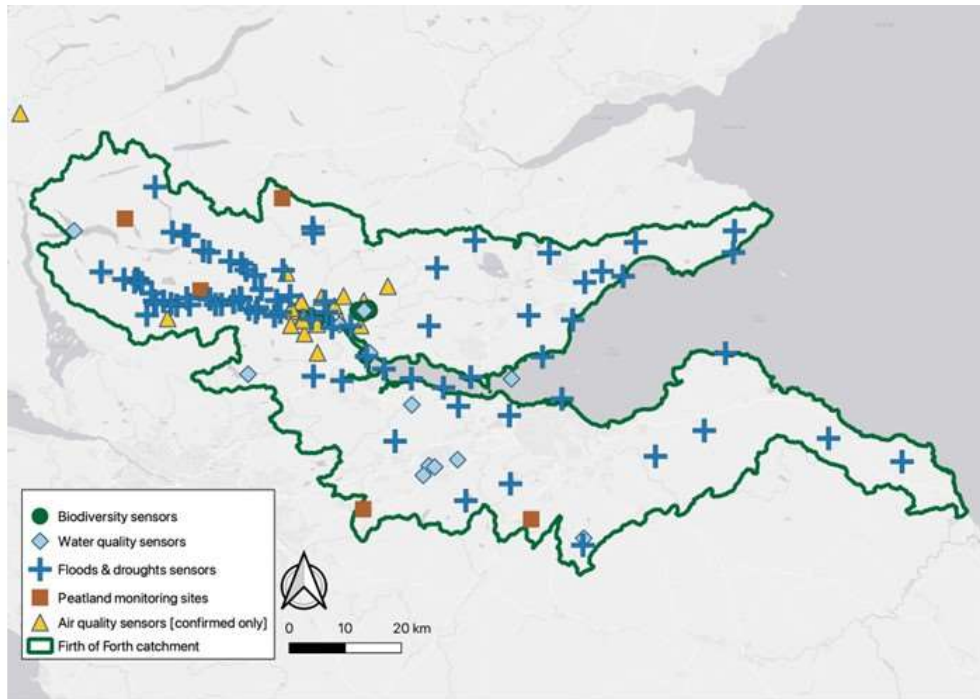 Biodiversity sensors
Water quality sensors
Floods & droughts sensors
Peatland monitoring sites
Air quality sensors [confirmed only]
Firth of Forth catchment
0 10 20 km